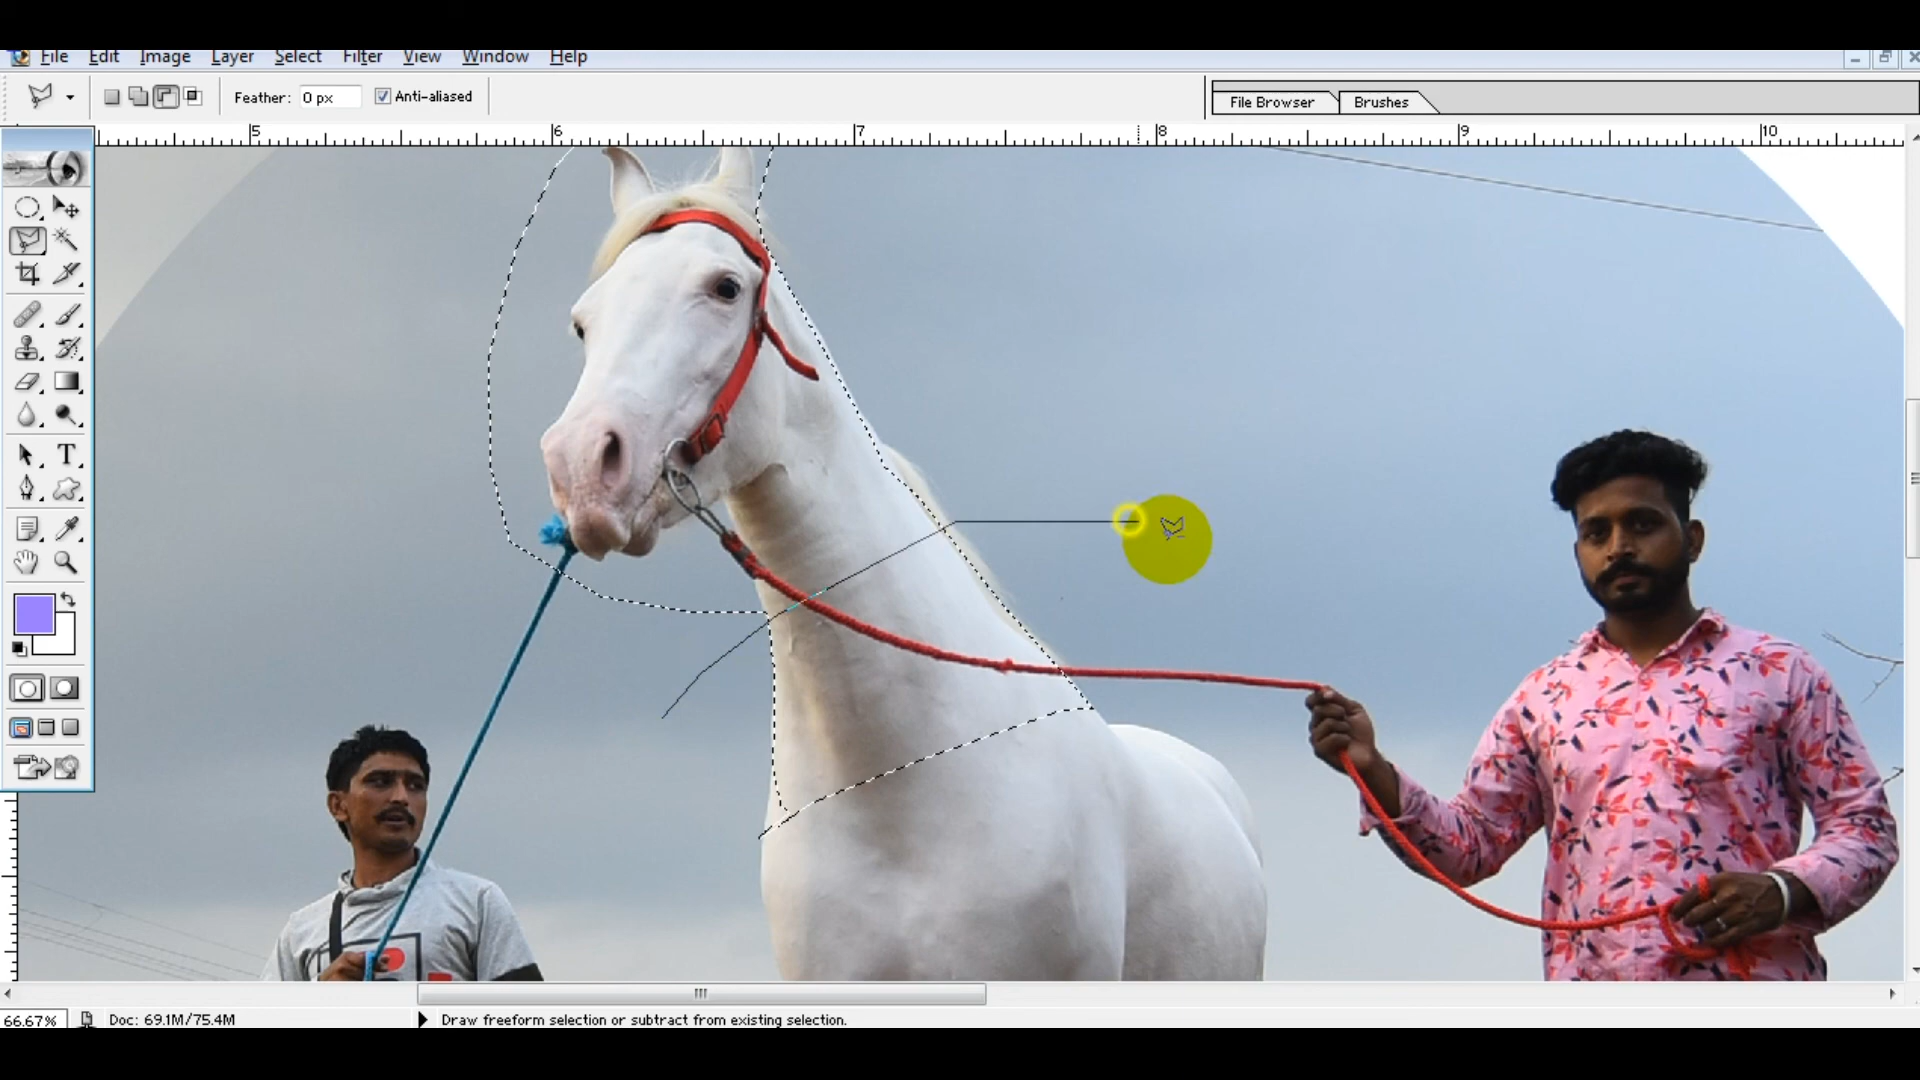 File Edit Image Layer Select Filter View Window Help
Feather: 0 px Anti-aliased
File Browser Brushes
5 6 7 8 9 10
T
66.67% Doc: 69.1M/75.4M Draw freeform selection or subtract from existing selection.